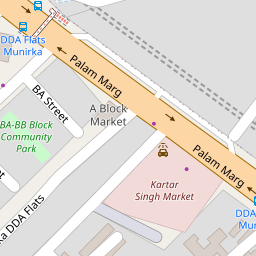 DDA Flats
Munirka
Palam Marg
BA Street
A Block
Market
BA-BB Block
Community
Park
Palam Marg
Kartar
Singh Market
DDA Flats
DDA
Mun